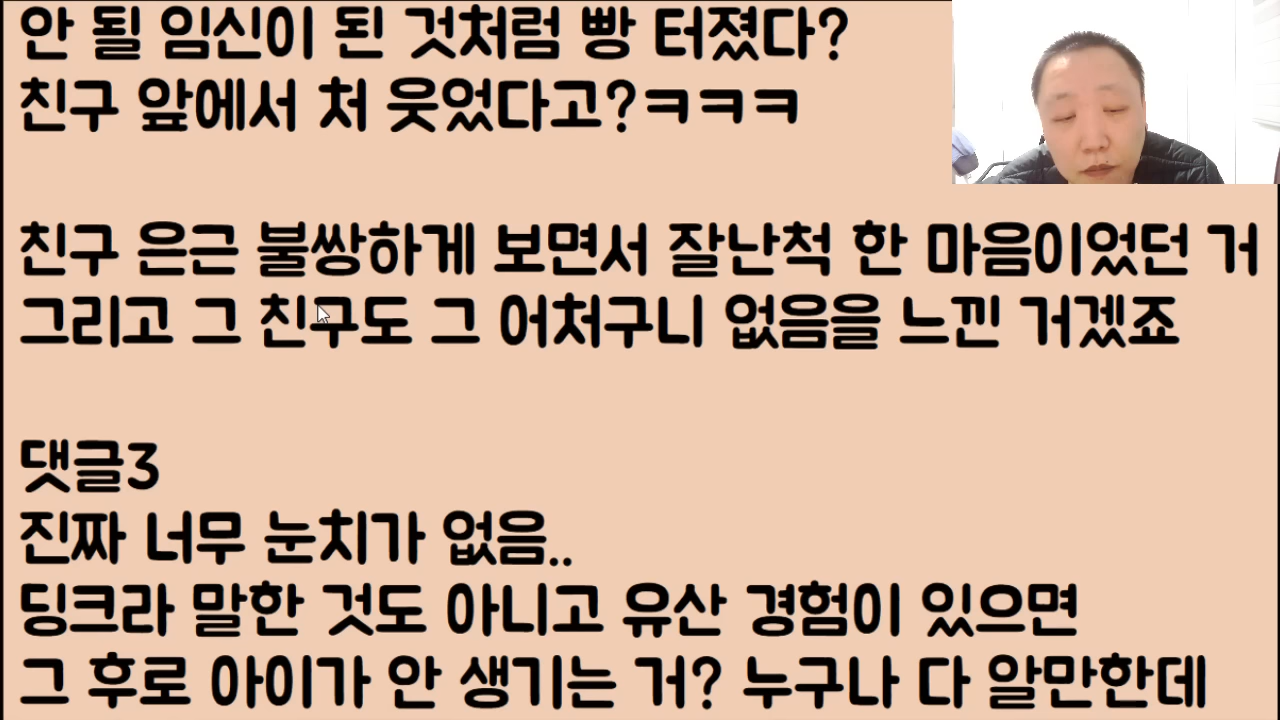 안 될 임신이 된 것처럼 빵 터졌다?
친구 앞에서 처 웃었다고?ㅋㅋㅋ
친구 은근 불쌍하게 보면서 잘난척 한 마음이었던 거
그리고 그 친구도 그 어처구니 없음을 느낀 거겠죠
댓글3
진짜 너무 눈치가 없음..
딩크라 말한 것도 아니고 유산 경험이 있으면
그 후로 아이가 안 생기는 거? 누구나 다 알만한데